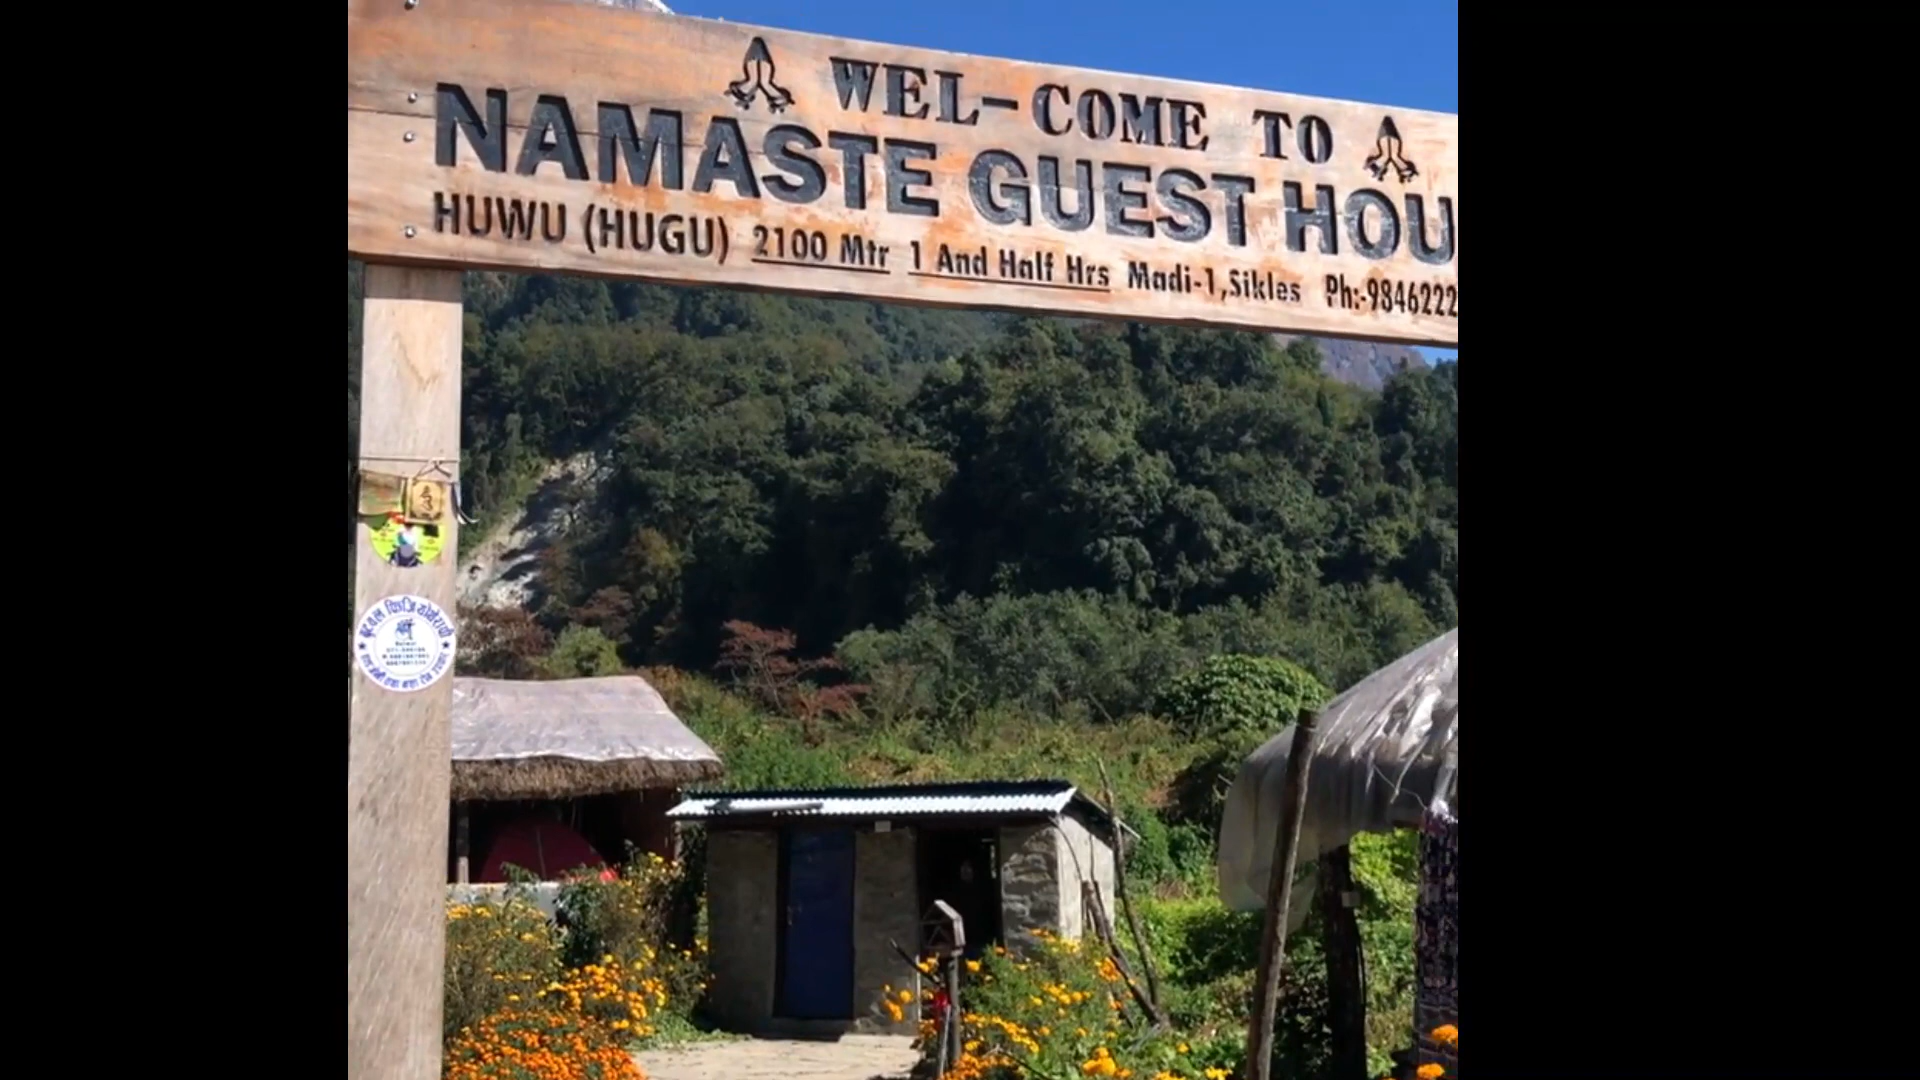 WEL-COME TO
NAMASTE GUEST HOU
HUWU (HUGU) 2100 Mtr 1 And Half Hrs Madi-1,Sikles Ph:-9846222